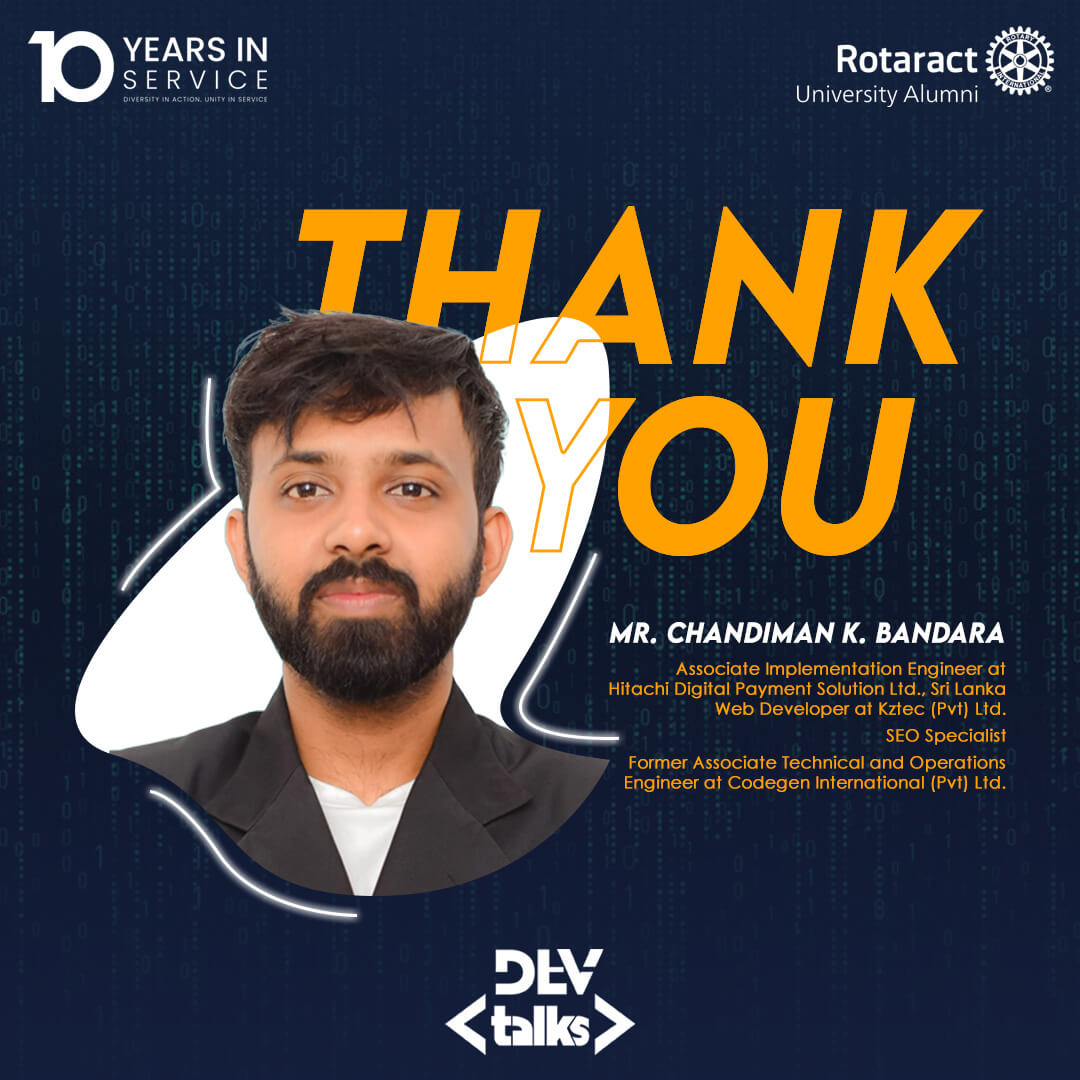 10 YEARS IN
SERVICE
DIVERSITY IN ACTION, UNITY IN SERVICE
Rotaract
University Alumni
ROTARY
INTERNATIONAL
THANK
YOU
MR. CHANDIMAN K. BANDARA
Associate Implementation Engineer at
Hitachi Digital Payment Solution Ltd., Sri Lanka
Web Developer at Kztec (Pvt) Ltd.
SEO Specialist
Former Associate Technical and Operations
Engineer at Codegen International (Pvt) Ltd.
DEV
<talks>